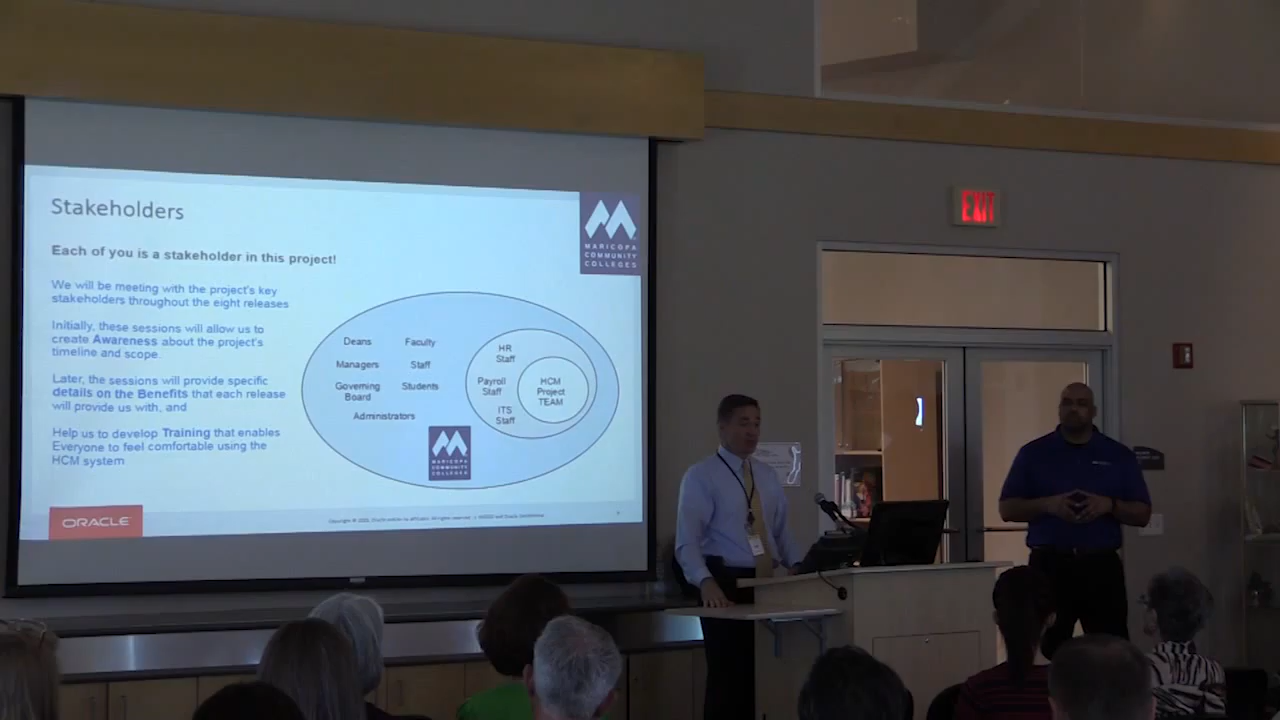 Stakeholders
MARICOPA
COMMUNITY
COLLEGES
Each of you is a stakeholder in this project!
We will be meeting with the project's key
stakeholders throughout the eight releases
Initially, these sessions will allow us to
create Awareness about the project's
timeline and scope.
Later, the sessions will provide specific
details on the Benefits that each release
will provide us with, and
Help us to develop Training that enables
Everyone to feel comfortable using the
HCM system
Deans
Faculty
Managers
Staff
Governing
Board
Students
Administrators
HR
Staff
Payroll
Staff
ITS
Staff
HCM
Project
TEAM
MARICOPA
COMMUNITY
COLLEGES
ORACLE
EXIT